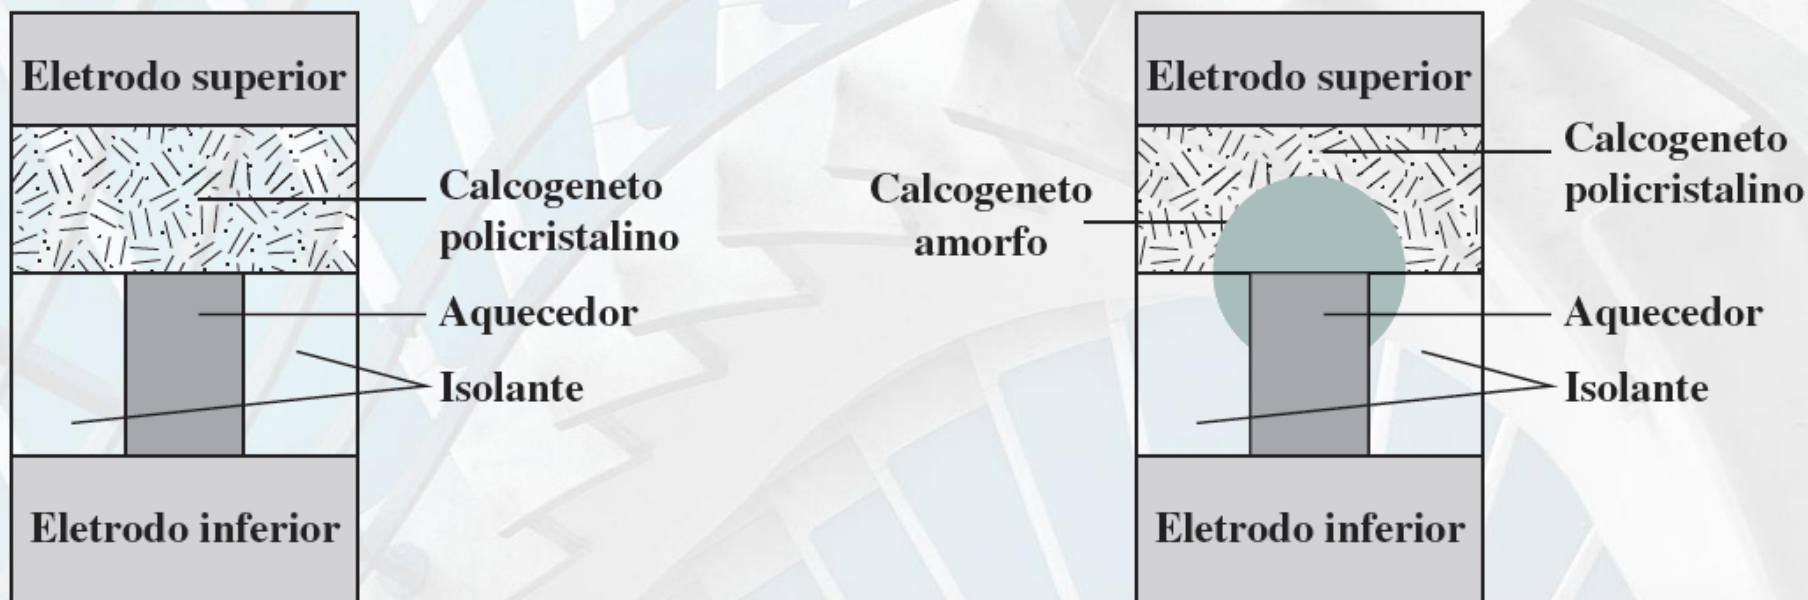 Eletrodo superior
Calcogeneto
policristalino
Aquecedor
Isolante
Eletrodo inferior
Eletrodo superior
Calcogeneto
amorfo
Calcogeneto
policristalino
Aquecedor
Isolante
Eletrodo inferior